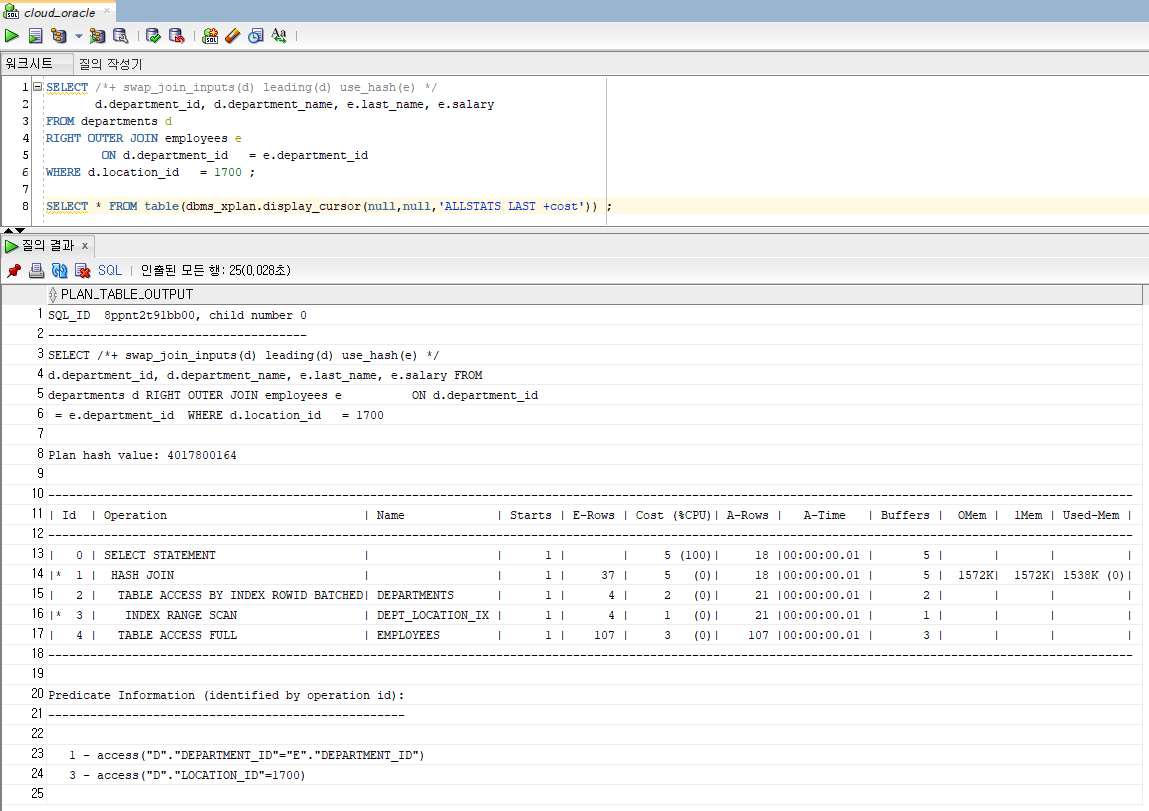 cloud_oracle
워크시트 질의 작성기
1 SELECT /*+ swap_join_inputs(d) leading(d) use_hash(e) */
2 d.department_id, d.department_name, e.last_name, e.salary
3 FROM departments d
4 RIGHT OUTER JOIN employees e
5 ON d.department_id   = e.department_id
6 WHERE d.location_id   = 1700 ;
7
8 SELECT * FROM table(dbms_xplan.display_cursor(null,null,'ALLSTATS LAST +cost')) ;
질의 결과 x
SQL | 인출된 모든 행: 25(0,028초)
PLAN_TABLE_OUTPUT
1 SQL_ID  8ppnt2t91bb00, child number 0
2 -------------------------------------
3 SELECT /*+ swap_join_inputs(d) leading(d) use_hash(e) */
4 d.department_id, d.department_name, e.last_name, e.salary FROM
5 departments d RIGHT OUTER JOIN employees e          ON d.department_id
6  = e.department_id  WHERE d.location_id   = 1700
7
8 Plan hash value: 4017800164
9
10 -----------------------------------------------------------------------------------------------------------------------------------------------------------
11 | Id  | Operation                           | Name             | Starts | E-Rows | Cost (%CPU)| A-Rows |   A-Time   | Buffers |  OMem |  1Mem | Used-Mem |
12 -----------------------------------------------------------------------------------------------------------------------------------------------------------
13 |   0 | SELECT STATEMENT                    |                  |      1 |        |     5 (100)|     18 |00:00:00.01 |       5 |       |       |          |
14 |*  1 |  HASH JOIN                          |                  |      1 |     37 |     5   (0)|     18 |00:00:00.01 |       5 |  1572K|  1572K| 1538K (0)|
15 |   2 |   TABLE ACCESS BY INDEX ROWID BATCHED| DEPARTMENTS      |      1 |      4 |     2   (0)|     21 |00:00:00.01 |       2 |       |       |          |
16 |*  3 |    INDEX RANGE SCAN                 | DEPT_LOCATION_IX |      1 |      4 |     1   (0)|     21 |00:00:00.01 |       1 |       |       |          |
17 |   4 |   TABLE ACCESS FULL                 | EMPLOYEES        |      1 |    107 |     3   (0)|    107 |00:00:00.01 |       3 |       |       |          |
18 -----------------------------------------------------------------------------------------------------------------------------------------------------------
19
20 Predicate Information (identified by operation id):
21 ---------------------------------------------------
22
23    1 - access("D"."DEPARTMENT_ID"="E"."DEPARTMENT_ID")
24    3 - access("D"."LOCATION_ID"=1700)
25